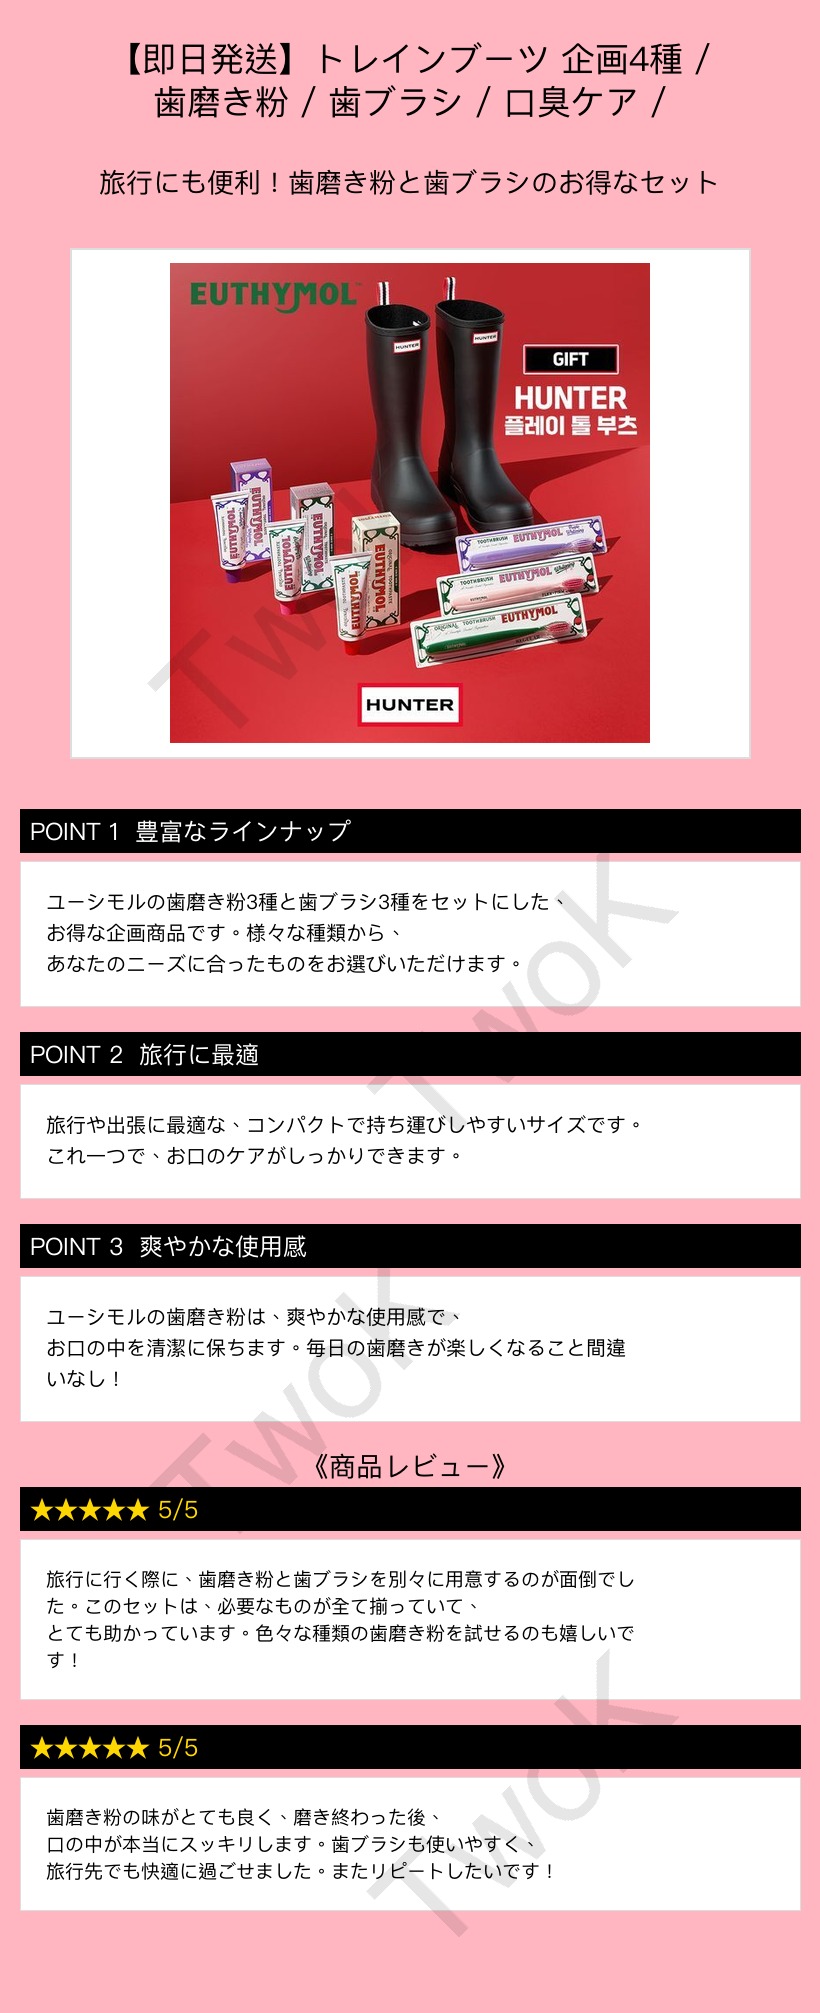 【即日発送】トレインブーツ 企画4種 /
歯磨き粉 / 歯ブラシ / 口臭ケア /
旅行にも便利！歯磨き粉と歯ブラシのお得なセット
EUTHYMOL
HUNTER
HUNTER
GIFT
HUNTER
플레이 톨 부츠
EUTHYMOL
EUTHYMOL
EUTHYMOL
EUTHYMOL
EUTHYMOL
EUTHYMOL
TOOTHBRUSH EUTHYMOL
TOOTHBRUSH EUTHYMOL
ORIGINAL TOOTHBRUSH EUTHYMOL
HUNTER
TwoK
POINT 1 豊富なラインナップ
ユーシモルの歯磨き粉3種と歯ブラシ3種をセットにした、
お得な企画商品です。様々な種類から、
あなたのニーズに合ったものをお選びいただけます。
TwoK
POINT 2 旅行に最適
旅行や出張に最適な、コンパクトで持ち運びしやすいサイズです。
これ一つで、お口のケアがしっかりできます。
POINT 3 爽やかな使用感
ユーシモルの歯磨き粉は、爽やかな使用感で、
お口の中を清潔に保ちます。毎日の歯磨きが楽しくなること間違
いなし！
TwoK
《商品レビュー》
★★★★★ 5/5
旅行に行く際に、歯磨き粉と歯ブラシを別々に用意するのが面倒でし
た。このセットは、必要なものが全て揃っていて、
とても助かっています。色々な種類の歯磨き粉を試せるのも嬉しいで
す！
★★★★★ 5/5
歯磨き粉の味がとても良く、磨き終わった後、
口の中が本当にスッキリします。歯ブラシも使いやすく、
旅行先でも快適に過ごせました。またリピートしたいです！
TwoK